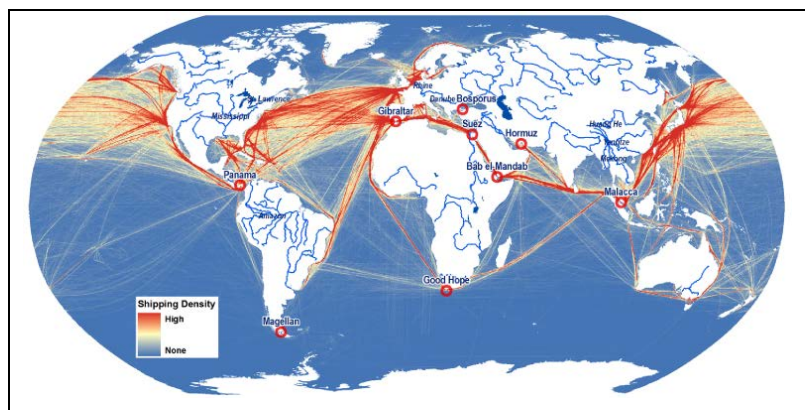 Rhine
St. Lawrence
Danube
Bosporus
Mississippi
Gibraltar
Suez
Hormuz
Huang He
Yangtze
Mekong
Bab el-Mandab
Panama
Malacca
Amazon
Good Hope
Shipping Density
High
None
Magellan